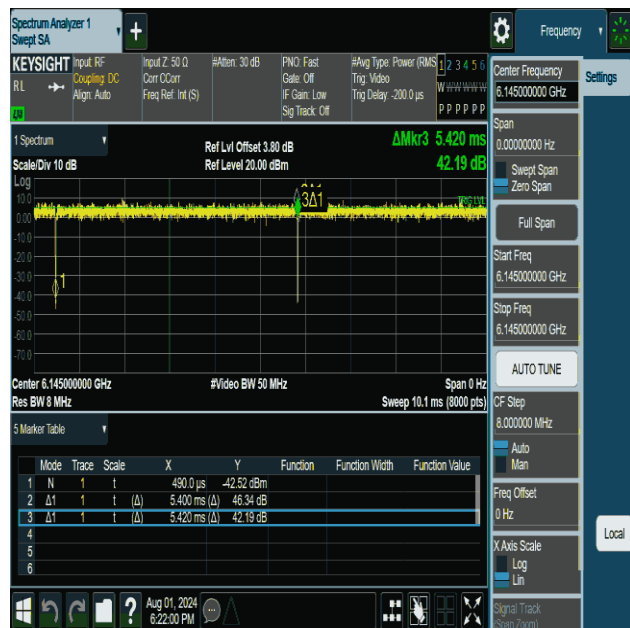 Spectrum Analyzer 1
Swept SA
+
Frequency
KEYSIGHT
Input: RF
Coupling: DC
Align: Auto
Input Z: 50 Ω
Corr CCorr
Freq Ref: Int (S)
#Atten: 30 dB
PNO: Fast
Gate: Off
IF Gain: Low
Sig Track: Off
#Avg Type: Power (RMS
Trig: Video
Trig Delay: -200.0 µs
1 2 3 4 5 6
W W W W W W
P P P P P P
RL
Center Frequency
6.145000000 GHz
Settings
Span
0.00000000 Hz
Swept Span
Zero Span
Full Span
Start Freq
6.145000000 GHz
Stop Freq
6.145000000 GHz
AUTO TUNE
CF Step
8.000000 MHz
Auto
Man
Freq Offset
0 Hz
X Axis Scale
Log
Lin
Signal Track
(Span Zoom)
Local
1 Spectrum
Scale/Div 10 dB
Log
Ref Lvl Offset 3.80 dB
Ref Level 20.00 dBm
ΔMkr3 5.420 ms
42.19 dB
10.0
0.00
-10.0
-20.0
-30.0
-40.0
-50.0
-60.0
-70.0
1
3Δ1
TRIG LVL
Center 6.145000000 GHz
Res BW 8 MHz
#Video BW 50 MHz
Span 0 Hz
Sweep 10.1 ms (8000 pts)
5 Marker Table
Mode Trace Scale X Y Function Function Width Function Value
1 N 1 t 490.0 µs -42.52 dBm
2 Δ1 1 t (Δ) 5.400 ms (Δ) 46.34 dB
3 Δ1 1 t (Δ) 5.420 ms (Δ) 42.19 dB
4
5
6
?
Aug 01, 2024
6:22:00 PM